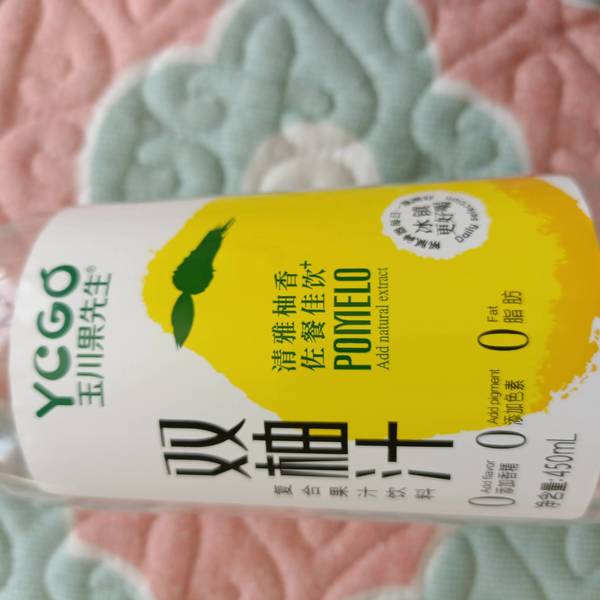 YCGO
玉川果先生®
双柚汁
复合果汁饮料
清雅柚香
佐餐佳饮+
POMELO
Add natural extract
冰镇
更好喝
0 Add flavor 添加香精
0 Add pigment 添加色素
0 Fat 脂肪
净含量:450mL